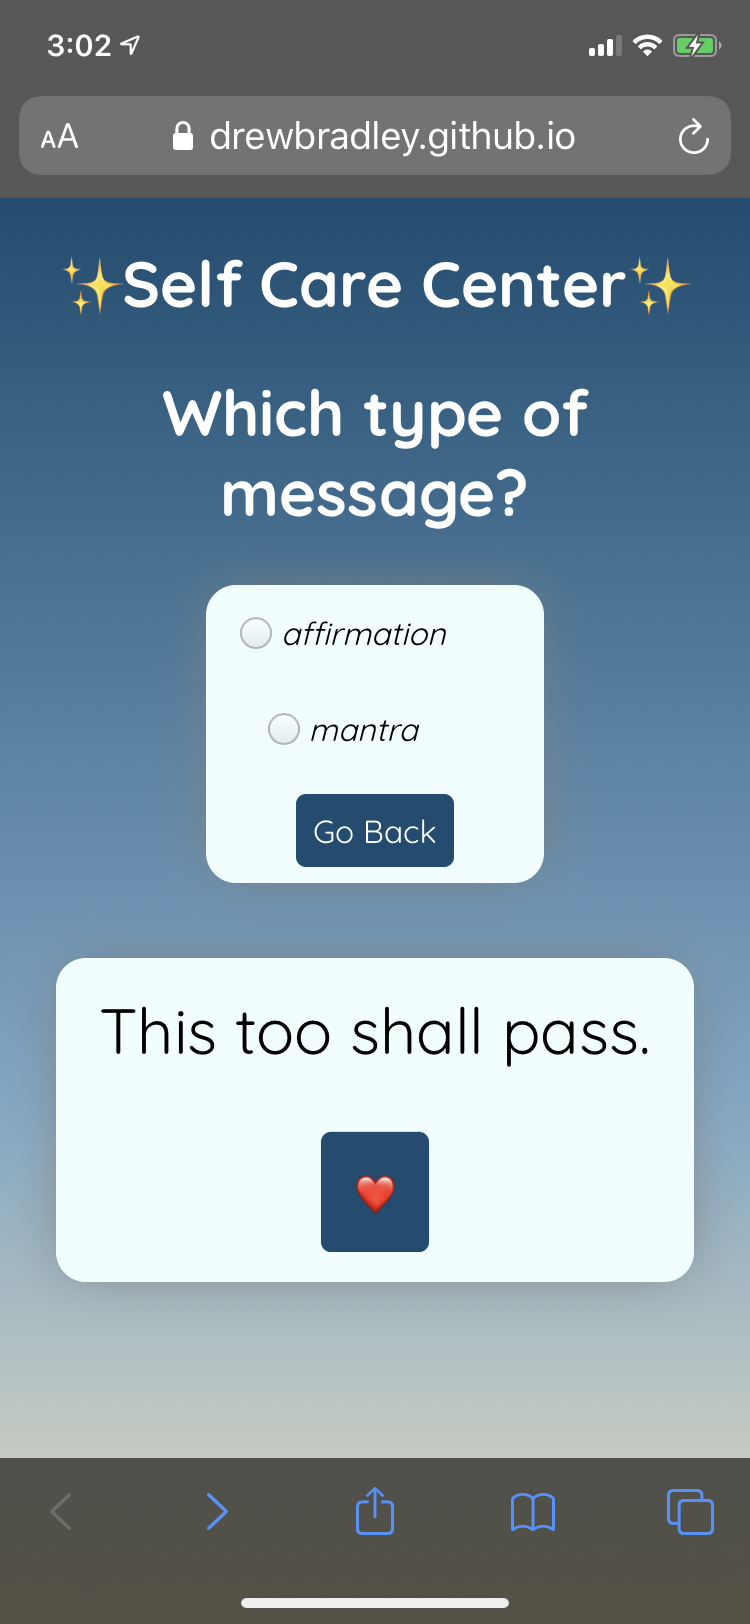 3:02
AA drewbradley.github.io
✨Self Care Center✨
Which type of
message?
affirmation
mantra
Go Back
This too shall pass.
❤️